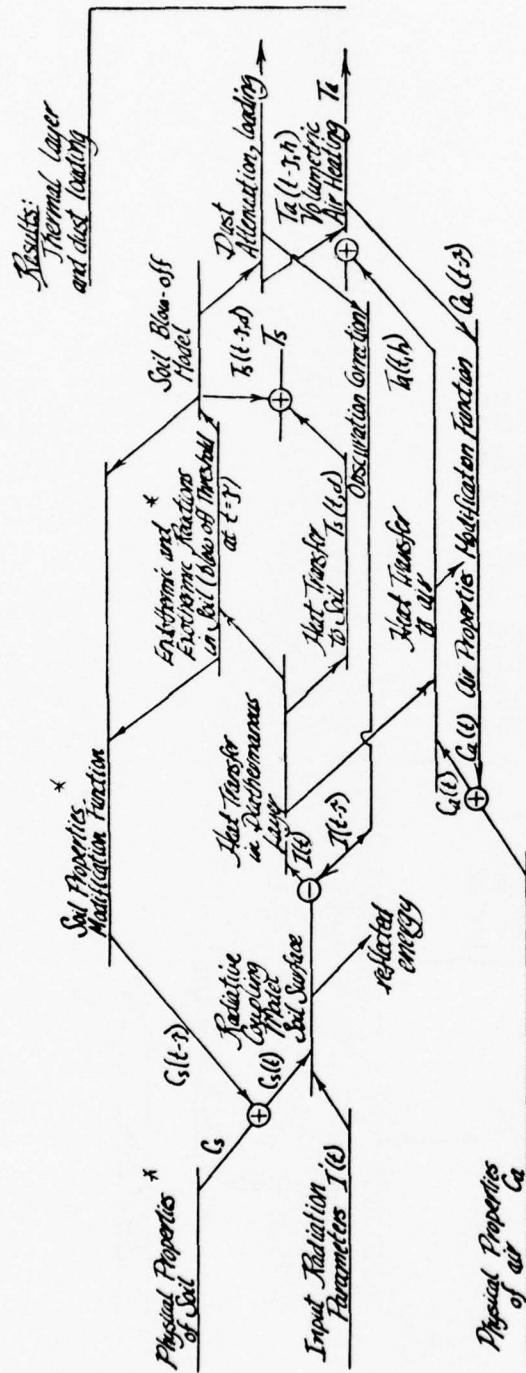 Results:
Thermal Layer
and dust loading
Soil Properties *
Modification Function
Physical Properties *
of Soil
Cs
Cs(t-j)
Cs(t)
Radiative
Coupling
Model
Soil Surface
Input Radiation
Parameters I'(t)
reflected
energy
I(t)
I(t-j)
Heat Transfer
in Diathermanous
Layer
Endothermic and *
Exothermic Reactions
in Soil (blow off threshold
at t=j)
Soil Blow-off
Model
Ts(t-j,d)
Ts
Heat Transfer
to Soil Ts(t,d)
Obscuration Correction
Dust
Attenuation, loading
Ta(t-j,h)
Volumetric
Air Heating Ta
Ta(t,h)
Heat Transfer
to air
Ca(t) Air Properties Modification Function
Ca(t-j)
Ca(t)
Physical Properties
of air Ca